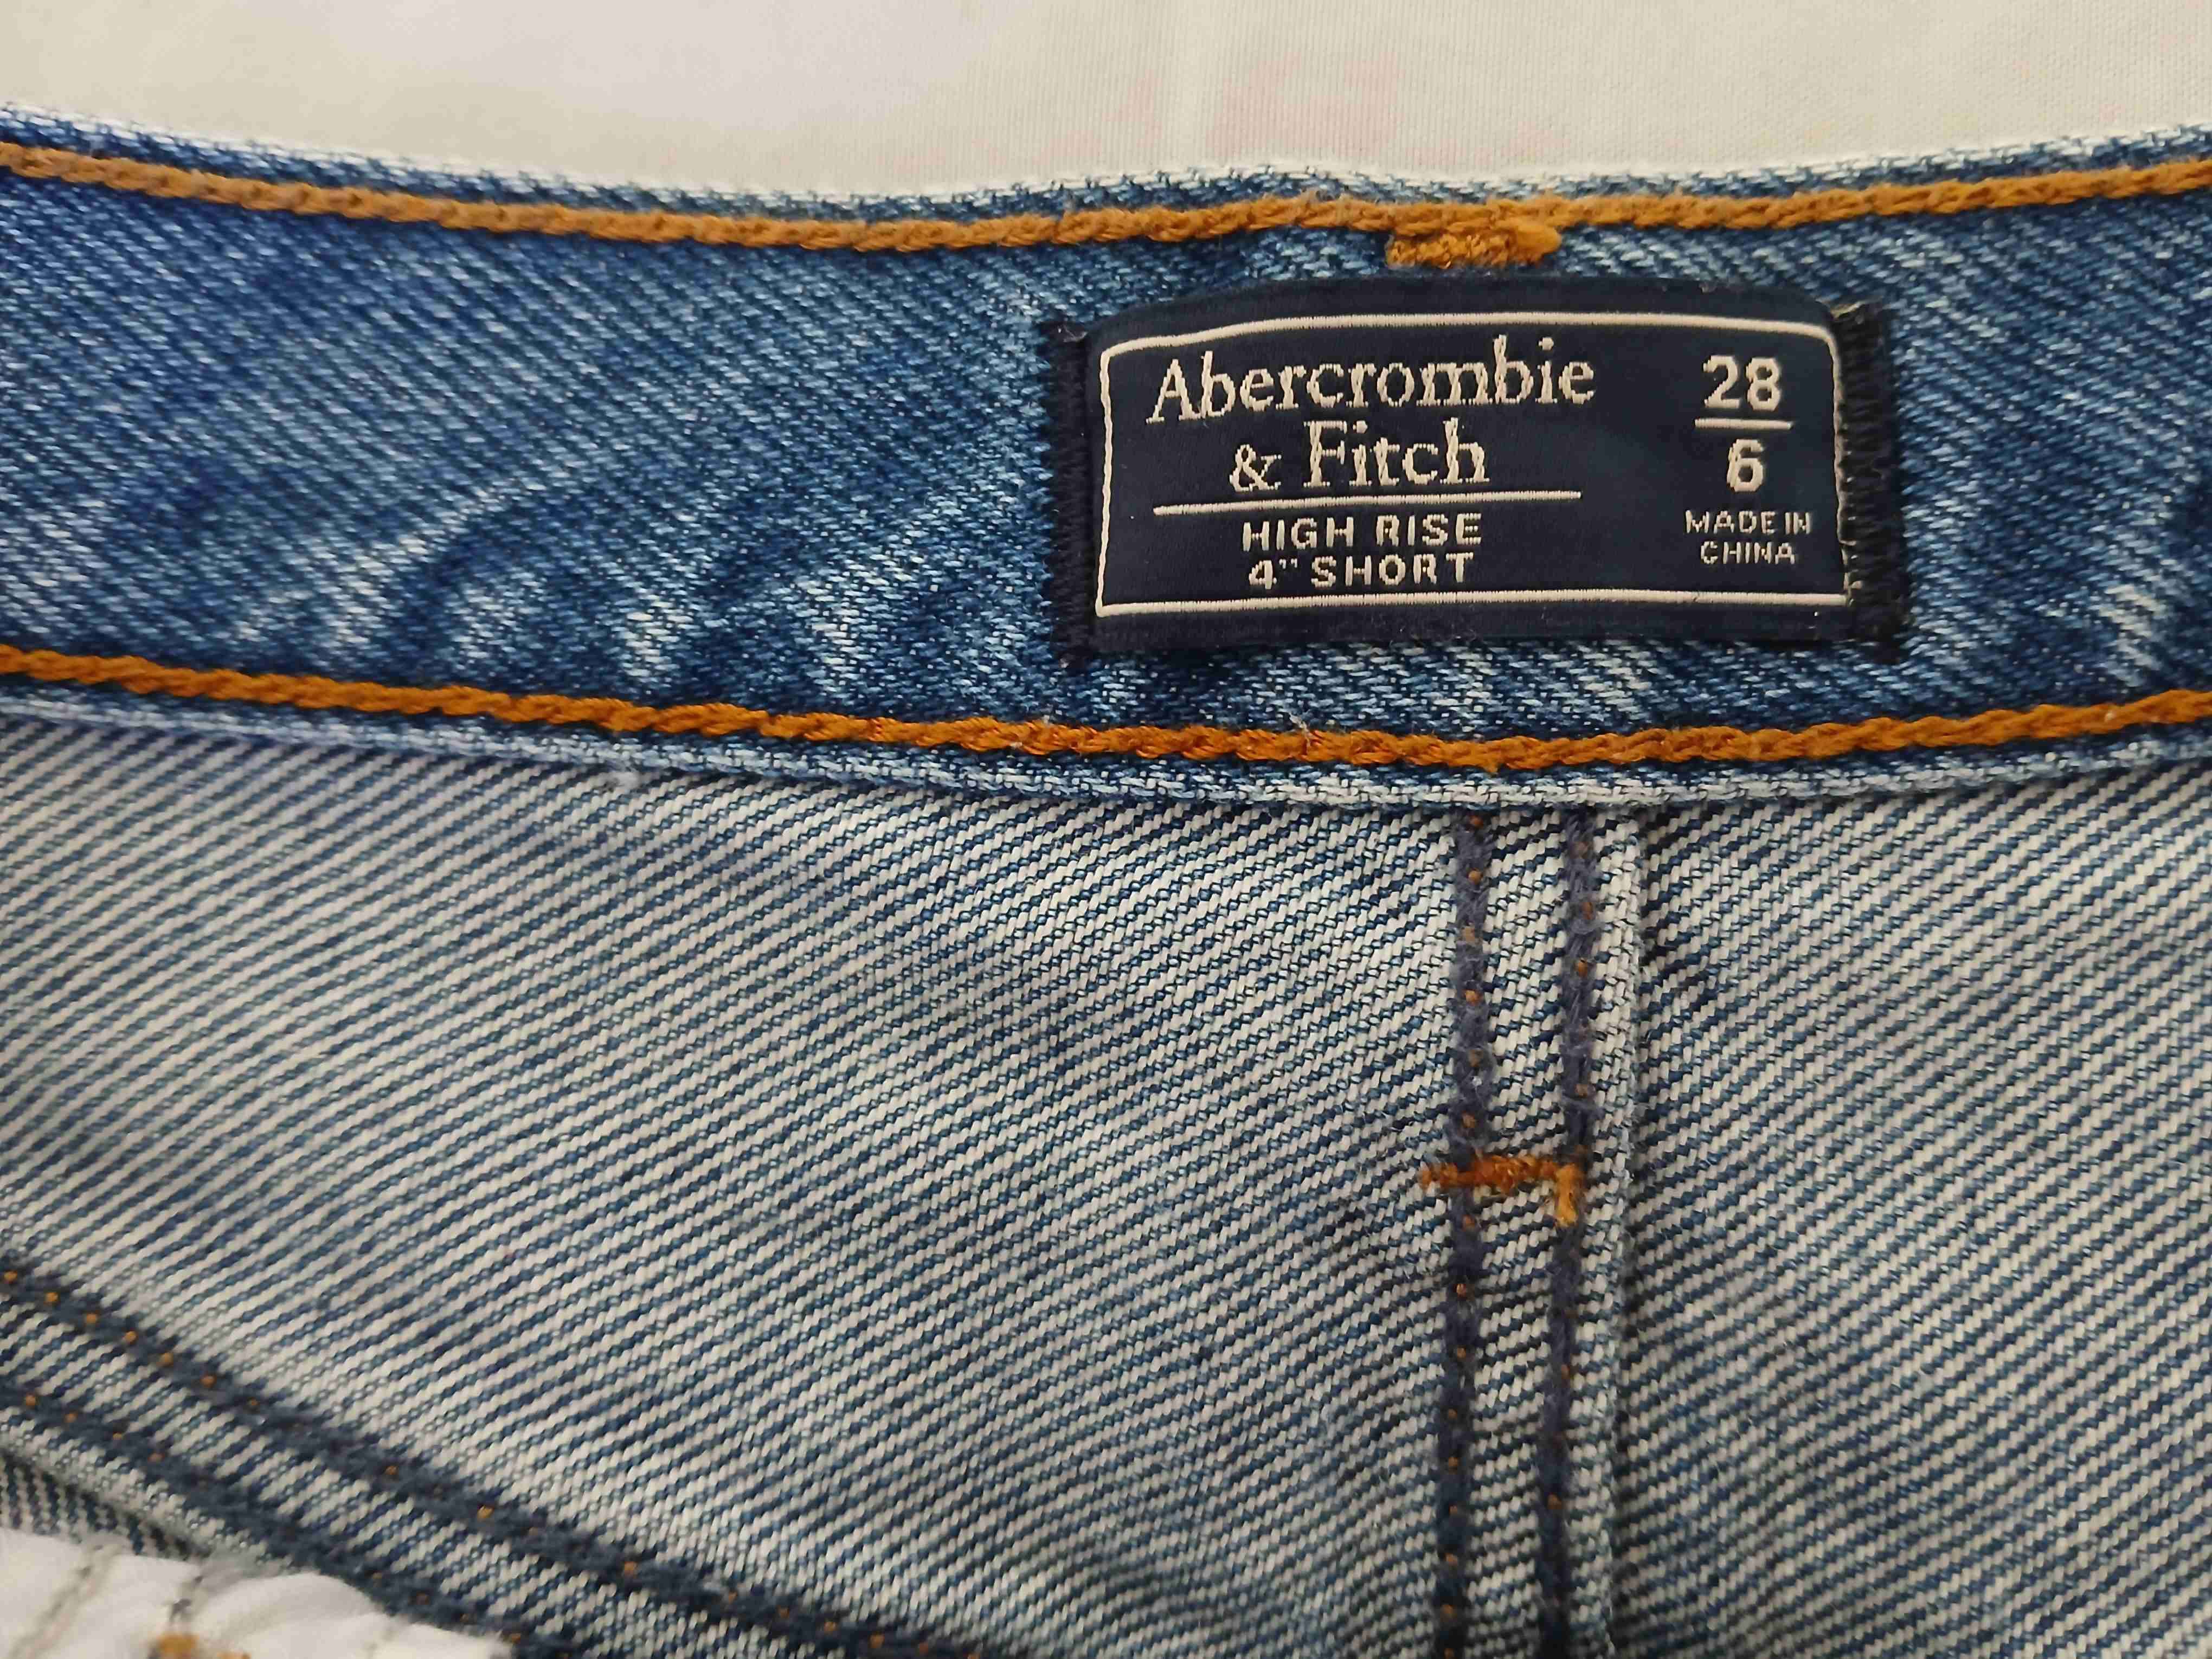 Abercrombie
& Fitch
HIGH RISE
4" SHORT
28
6
MADE IN
CHINA